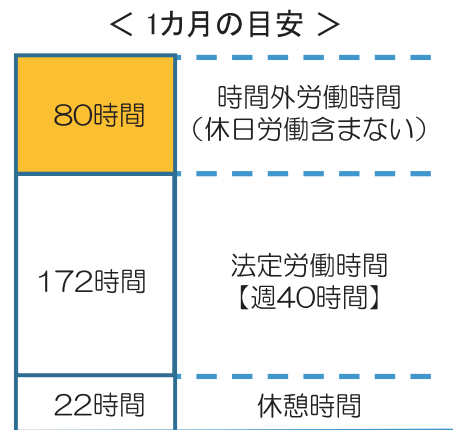 ＜ 1カ月の目安 ＞
80時間
時間外労働時間
（休日労働含まない）
172時間
法定労働時間
【週40時間】
22時間
休憩時間